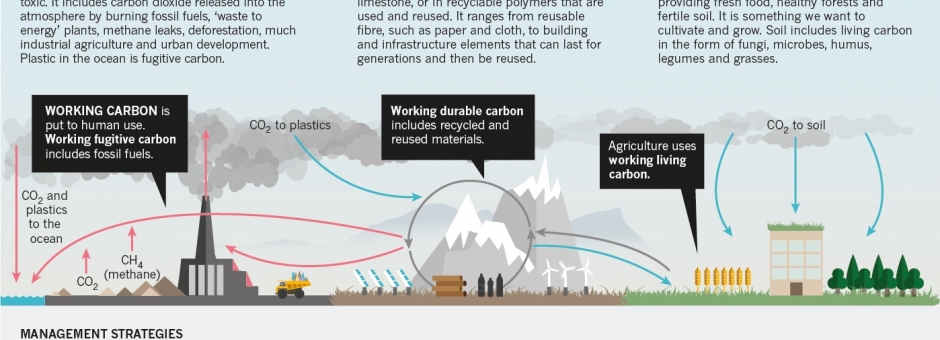 toxic. It includes carbon dioxide released into the
atmosphere by burning fossil fuels, ‘waste to
energy’ plants, methane leaks, deforestation, much
industrial agriculture and urban development.
Plastic in the ocean is fugitive carbon.
limestone, or in recyclable polymers that are
used and reused. It ranges from reusable
fibre, such as paper and cloth, to building
and infrastructure elements that can last for
generations and then be reused.
providing fresh food, healthy forests and
fertile soil. It is something we want to
cultivate and grow. Soil includes living carbon
in the form of fungi, microbes, humus,
legumes and grasses.
WORKING CARBON is
put to human use.
Working fugitive carbon
includes fossil fuels.
CO2 to plastics
Working durable carbon
includes recycled and
reused materials.
Agriculture uses
working living
carbon.
CO2 to soil
CO2 and
plastics
to the
ocean
CO2
CH4
(methane)
MANAGEMENT STRATEGIES